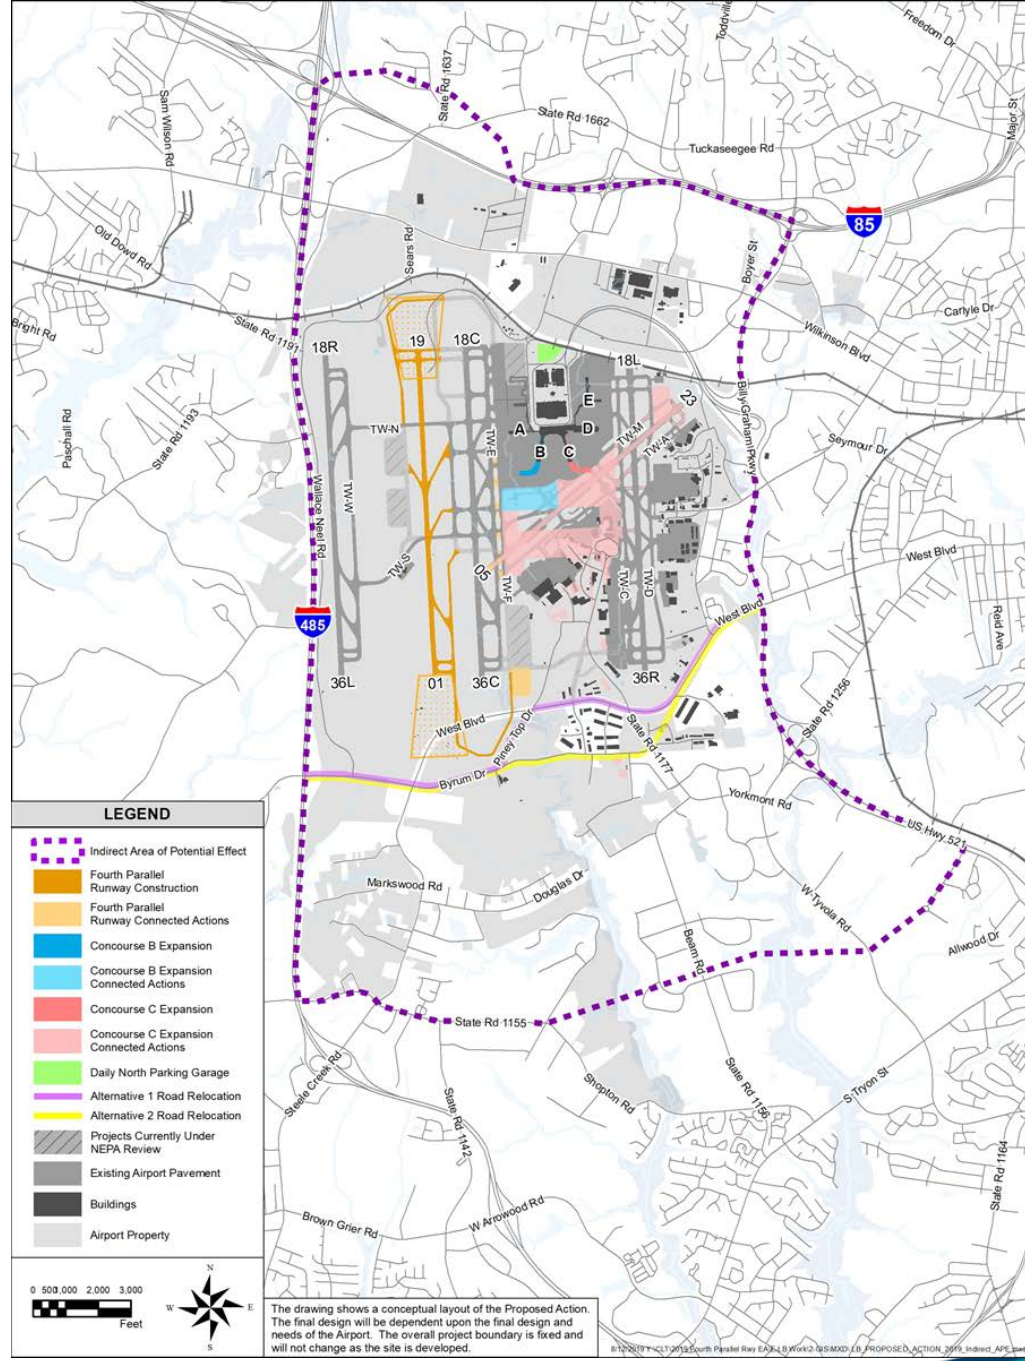 Toddville
Freedom Dr
State Rd 1637
Sam Wilson Rd
State Rd 1662
Major St
Tuckaseegee Rd
85
Old Dowd Rd
Sears Rd
Boyer St
Carlyle Dr
Bright Rd
State Rd 1191
Wilkinson Blvd
18R
19
18C
18L
23
E
A
D
B
C
TW-N
TW-E
TW-M
TW-A
Billy Graham Pkwy
Seymour Dr
Paschall Rd
State Rd 1193
Wallace Neel Rd
TW-W
TW-S
05
TW-F
TW-C
TW-D
West Blvd
485
West Blvd
Reid Ave
36L
01
36C
36R
State Rd 1256
West Blvd
Piney Top Dr
State Rd 1177
Byrum Dr
Yorkmont Rd
US Hwy 521
Markswood Rd
Douglas Dr
W Tyvola Rd
Allwood Dr
Beam Rd
State Rd 1155
Steele Creek Rd
State Rd 1142
Shopton Rd
State Rd 1156
S Tryon St
State Rd 1164
W Arrowood Rd
Brown Grier Rd
LEGEND
Indirect Area of Potential Effect
Fourth Parallel
Runway Construction
Fourth Parallel
Runway Connected Actions
Concourse B Expansion
Concourse B Expansion
Connected Actions
Concourse C Expansion
Concourse C Expansion
Connected Actions
Daily North Parking Garage
Alternative 1 Road Relocation
Alternative 2 Road Relocation
Projects Currently Under
NEPA Review
Existing Airport Pavement
Buildings
Airport Property
0 500 1,000 2,000 3,000
Feet
N
W E
S
The drawing shows a conceptual layout of the Proposed Action.
The final design will be dependent upon the final design and
needs of the Airport. The overall project boundary is fixed and
will not change as the site is developed.